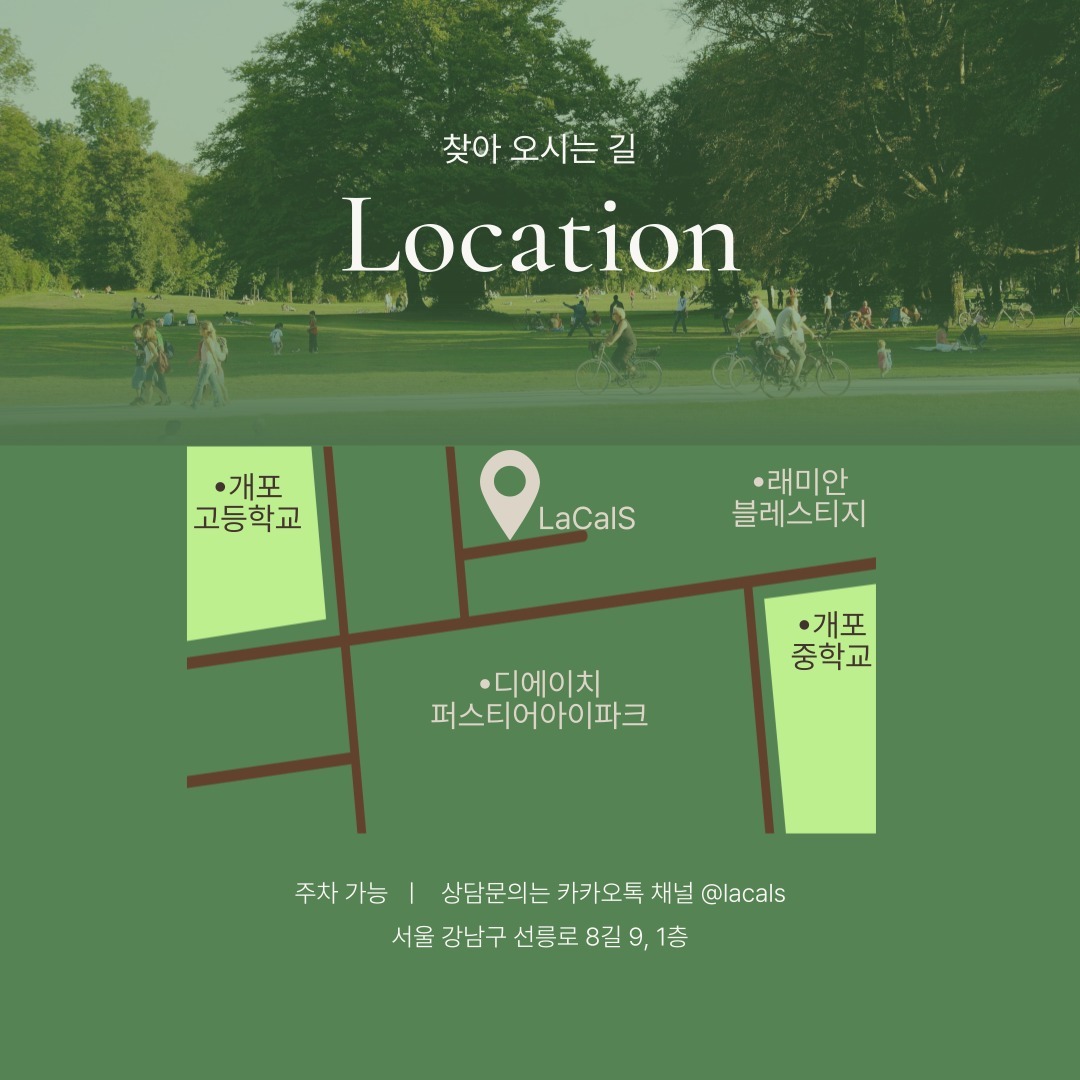 찾아 오시는 길
Location
•개포
고등학교
LaCalS
•래미안
블레스티지
•개포
중학교
•디에이치
퍼스티어아이파크
주차 가능 | 상담문의는 카카오톡 채널 @lacals
서울 강남구 선릉로 8길 9, 1층